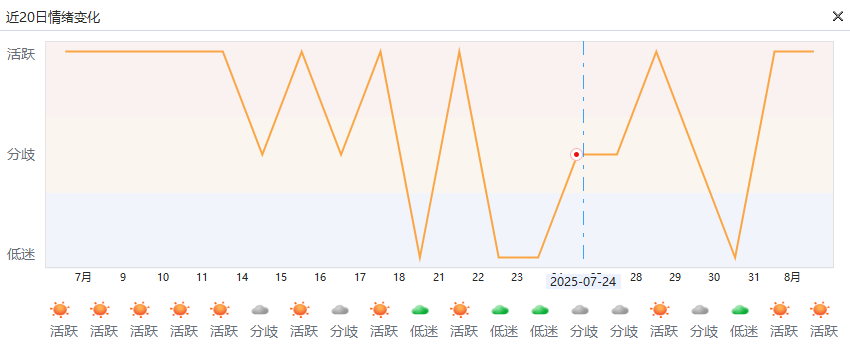 近20日情绪变化
活跃
分歧
低迷
7月 9 10 11 14 15 16 17 18 21 22 23 2025-07-24 28 29 30 31 8月
活跃 活跃 活跃 活跃 活跃 分歧 活跃 分歧 活跃 低迷 活跃 低迷 低迷 分歧 分歧 活跃 分歧 低迷 活跃 活跃